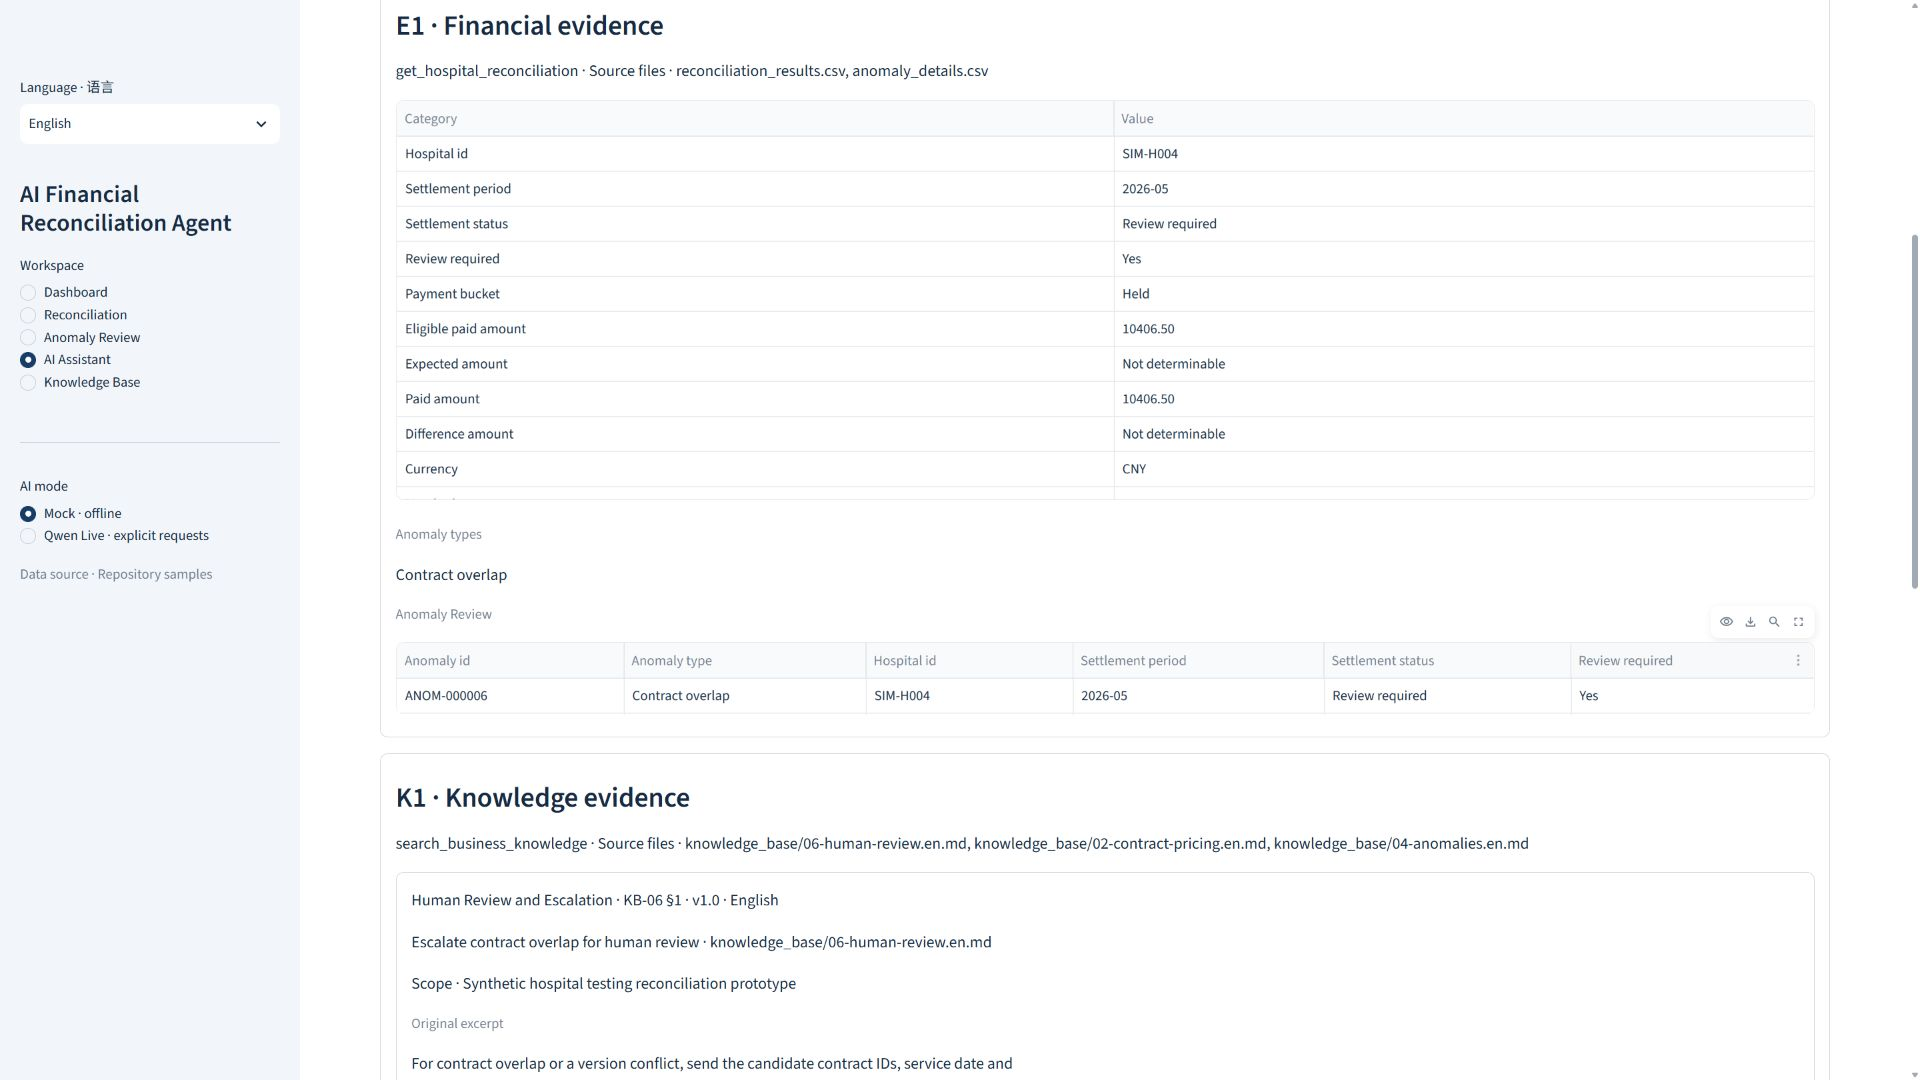 Language · 语言
English
AI Financial
Reconciliation Agent
Workspace
Dashboard
Reconciliation
Anomaly Review
AI Assistant
Knowledge Base
AI mode
Mock · offline
Qwen Live · explicit requests
Data source · Repository samples
E1 · Financial evidence
get_hospital_reconciliation · Source files · reconciliation_results.csv, anomaly_details.csv
Category Value
Hospital id SIM-H004
Settlement period 2026-05
Settlement status Review required
Review required Yes
Payment bucket Held
Eligible paid amount 10406.50
Expected amount Not determinable
Paid amount 10406.50
Difference amount Not determinable
Currency CNY
Anomaly types
Contract overlap
Anomaly Review
Anomaly id Anomaly type Hospital id Settlement period Settlement status Review required
ANOM-000006 Contract overlap SIM-H004 2026-05 Review required Yes
K1 · Knowledge evidence
search_business_knowledge · Source files · knowledge_base/06-human-review.en.md, knowledge_base/02-contract-pricing.en.md, knowledge_base/04-anomalies.en.md
Human Review and Escalation · KB-06 §1 · v1.0 · English
Escalate contract overlap for human review · knowledge_base/06-human-review.en.md
Scope · Synthetic hospital testing reconciliation prototype
Original excerpt
For contract overlap or a version conflict, send the candidate contract IDs, service date and